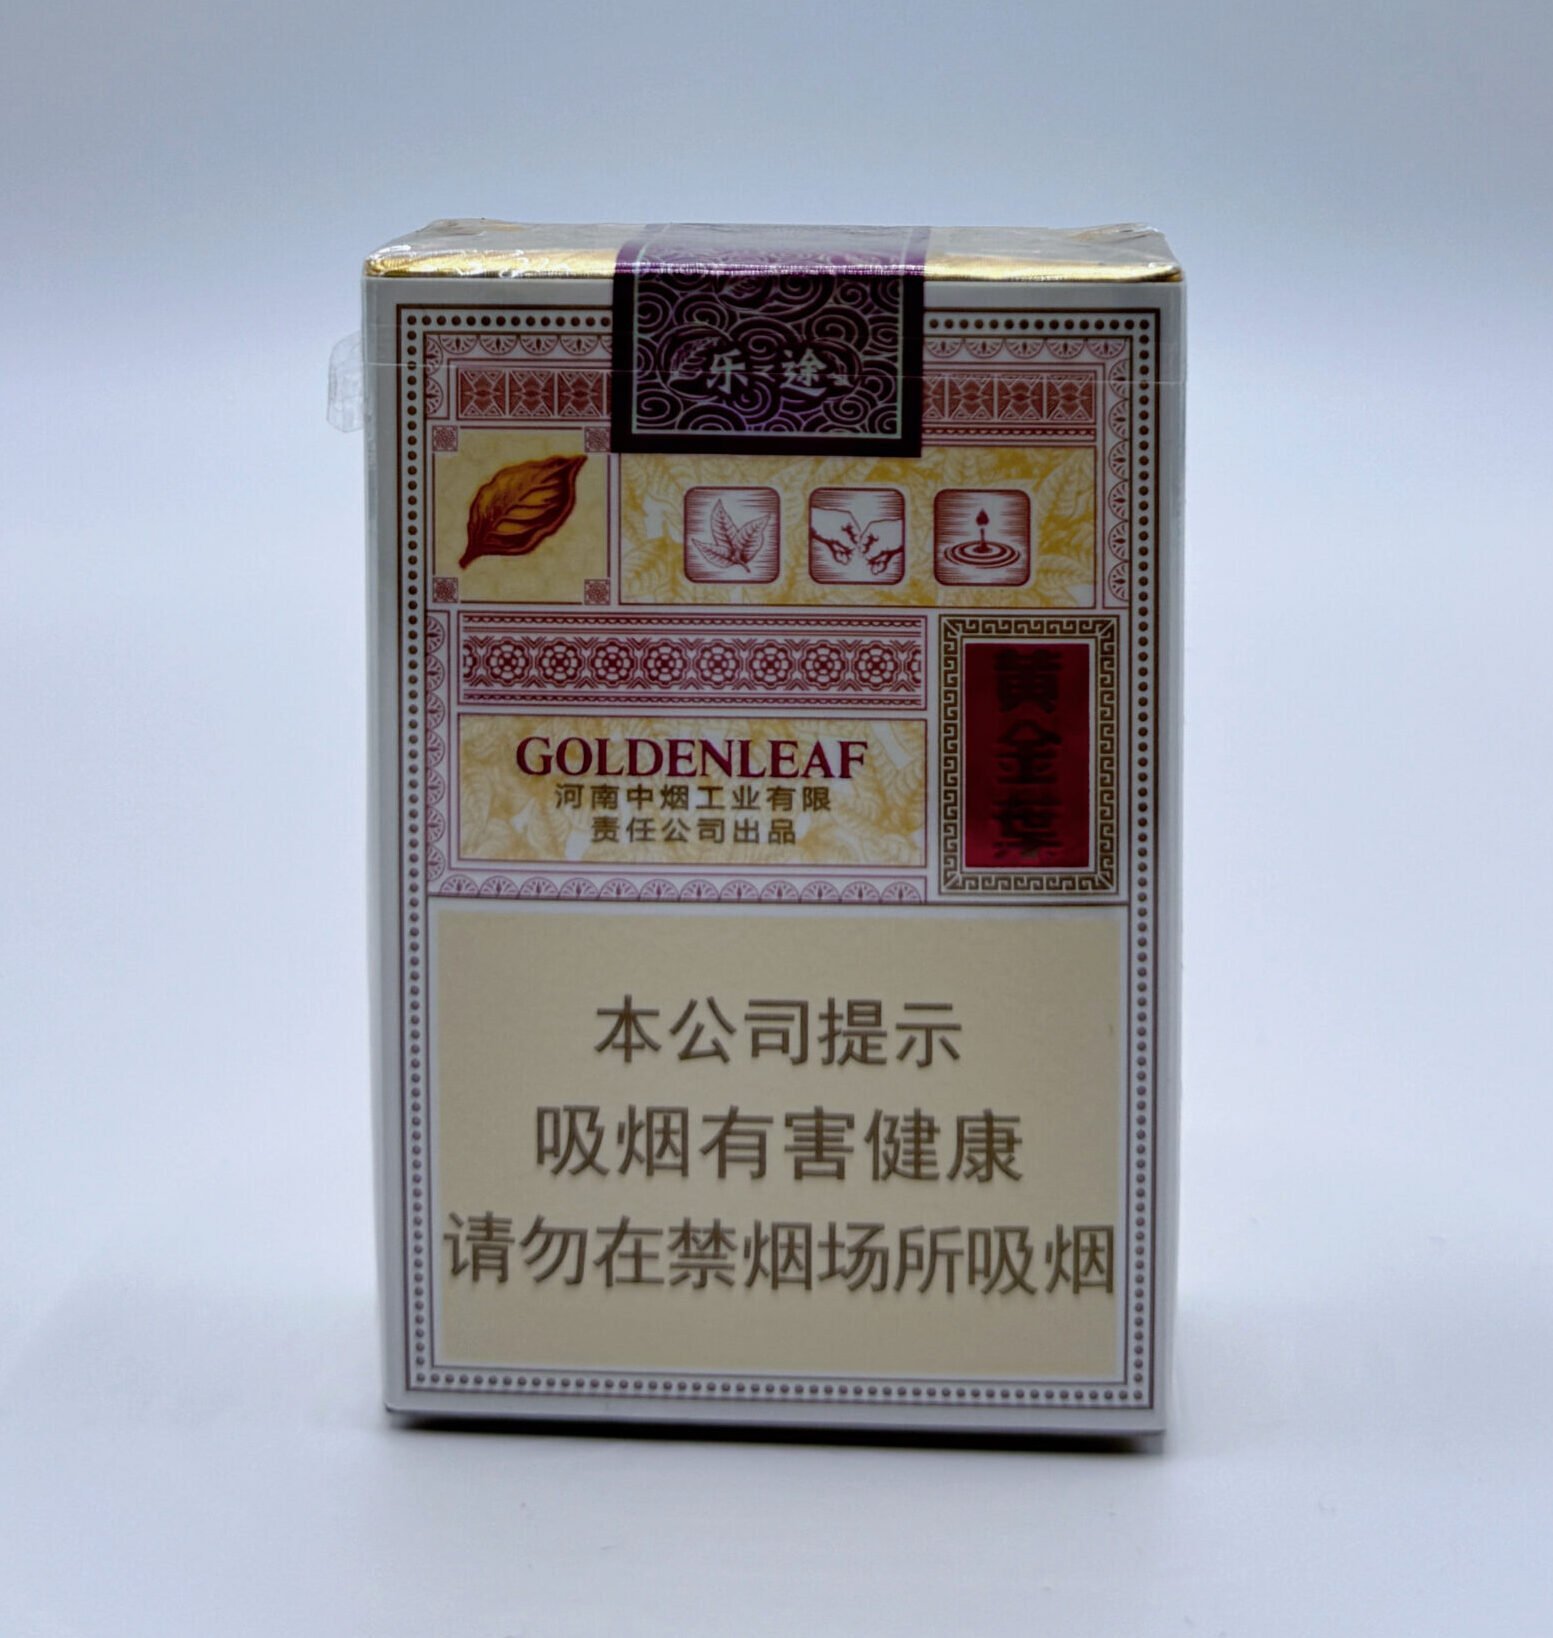 乐途
GOLDENLEAF
河南中烟工业有限
责任公司出品
黄金葉
本公司提示
吸烟有害健康
请勿在禁烟场所吸烟